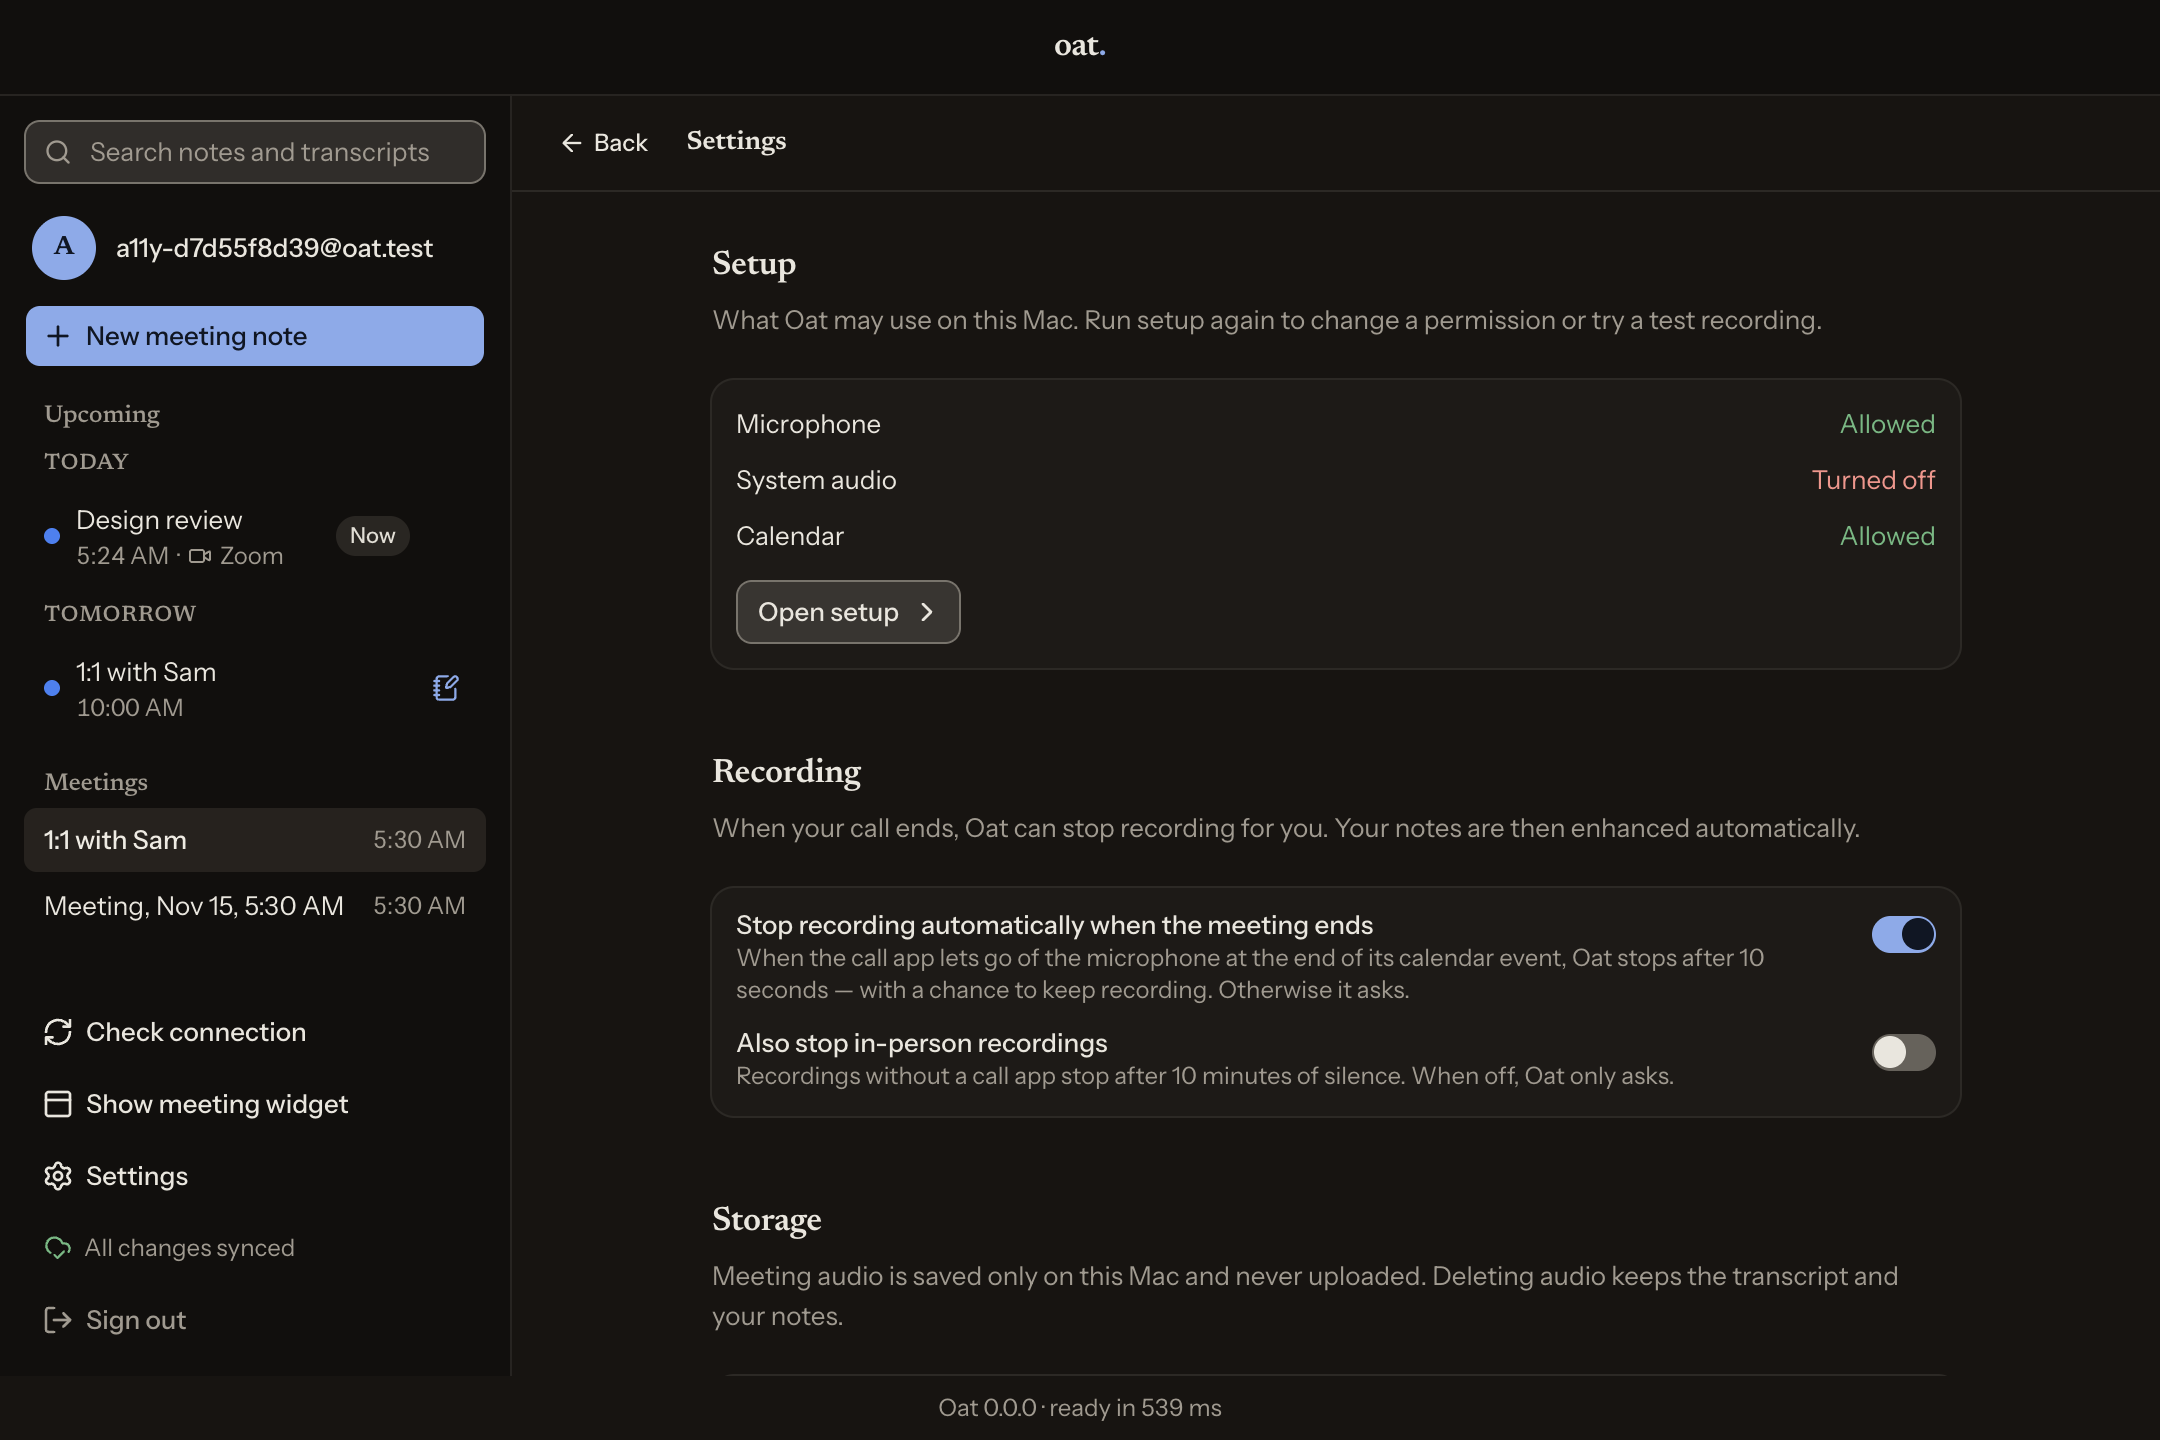 oat.
Search notes and transcripts
A
a11y-d7d55f8d39@oat.test
New meeting note
Upcoming
TODAY
Design review
5:24 AM · Zoom
Now
TOMORROW
1:1 with Sam
10:00 AM
Meetings
1:1 with Sam 5:30 AM
Meeting, Nov 15, 5:30 AM 5:30 AM
Check connection
Show meeting widget
Settings
All changes synced
Sign out
Back Settings
Setup
What Oat may use on this Mac. Run setup again to change a permission or try a test recording.
Microphone Allowed
System audio Turned off
Calendar Allowed
Open setup
Recording
When your call ends, Oat can stop recording for you. Your notes are then enhanced automatically.
Stop recording automatically when the meeting ends
When the call app lets go of the microphone at the end of its calendar event, Oat stops after 10
seconds — with a chance to keep recording. Otherwise it asks.
Also stop in-person recordings
Recordings without a call app stop after 10 minutes of silence. When off, Oat only asks.
Storage
Meeting audio is saved only on this Mac and never uploaded. Deleting audio keeps the transcript and
your notes.
Oat 0.0.0 · ready in 539 ms